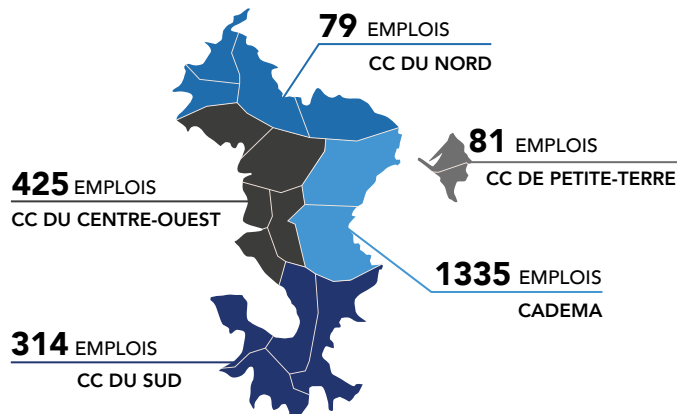 79 EMPLOIS
CC DU NORD
81 EMPLOIS
CC DE PETITE-TERRE
425 EMPLOIS
CC DU CENTRE-OUEST
1335 EMPLOIS
CADEMA
314 EMPLOIS
CC DU SUD